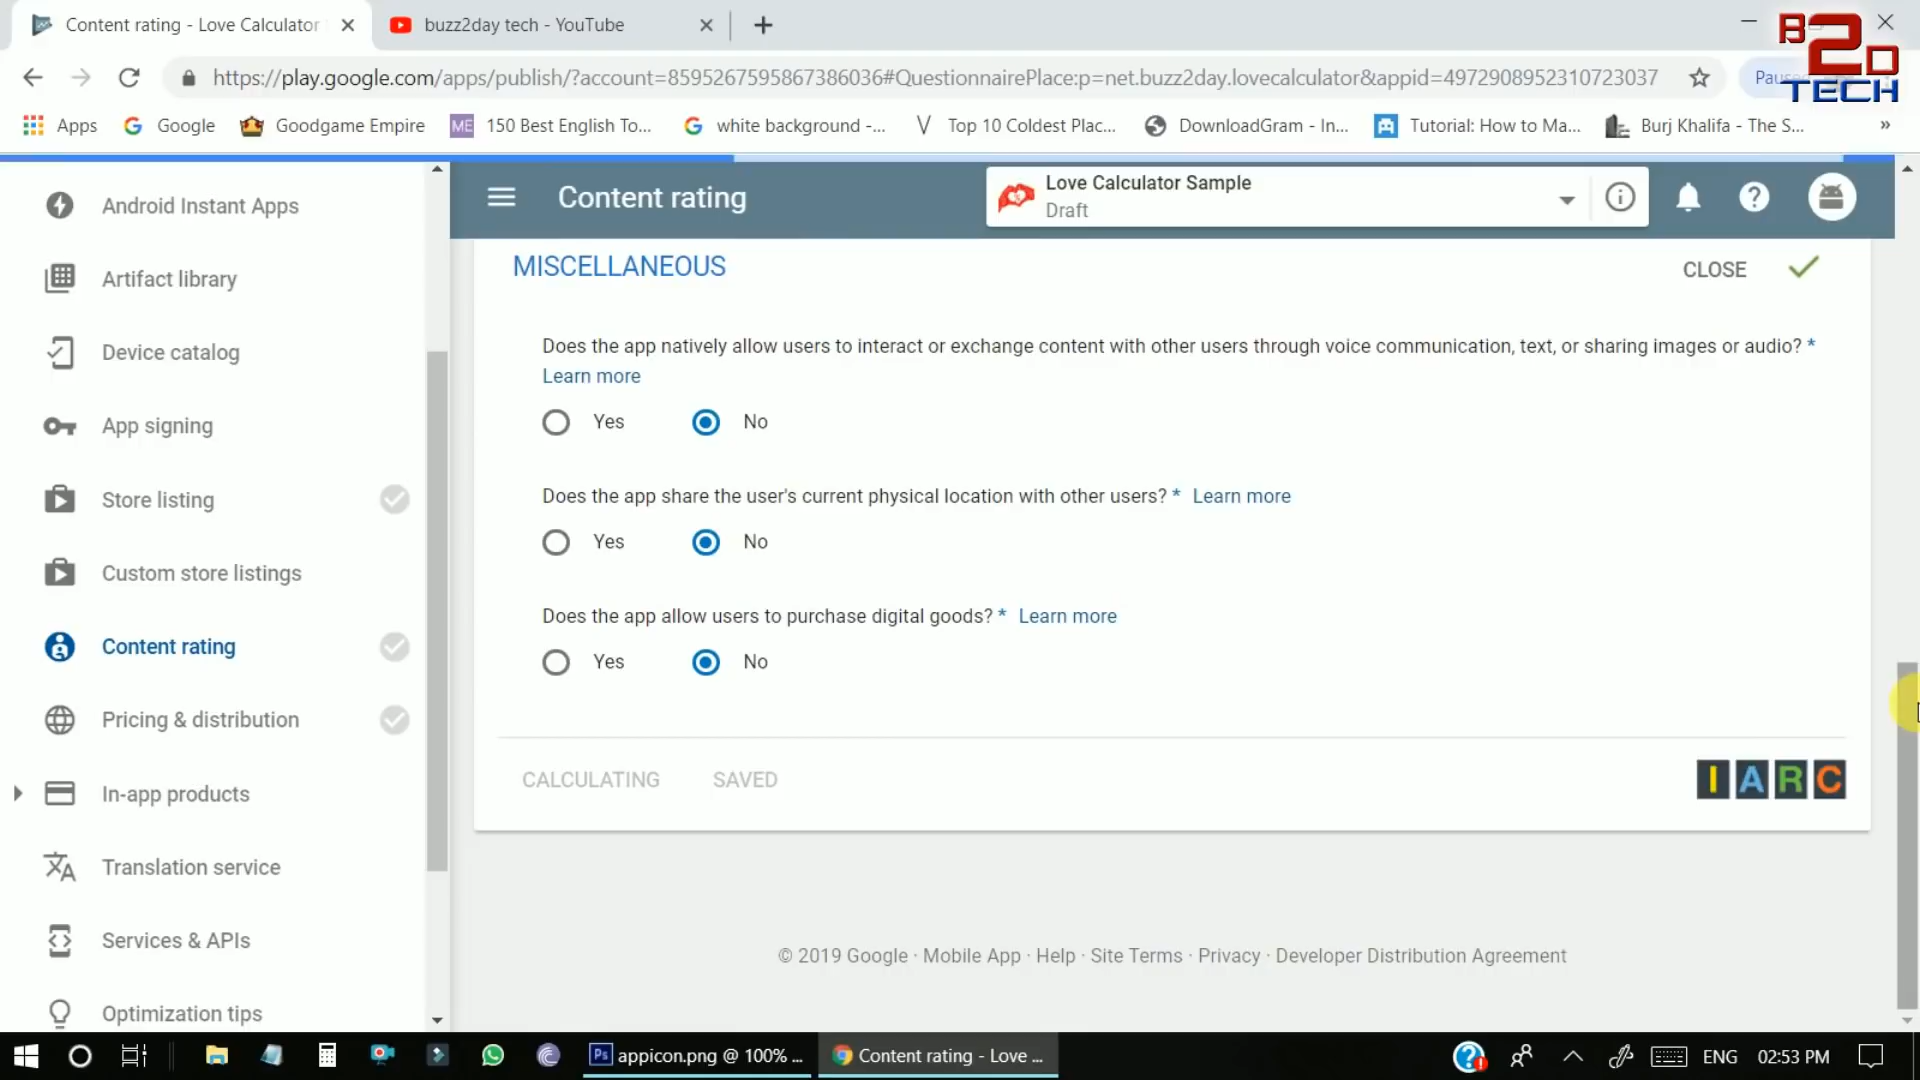 Content rating - Love Calculator
buzz2day tech - YouTube
B2D
TECH
https://play.google.com/apps/publish/?account=8595267595867386036#QuestionnairePlace:p=net.buzz2day.lovecalculator&appid=4972908952310723037
Apps
Google
Goodgame Empire
ME
150 Best English To...
white background -...
Top 10 Coldest Plac...
DownloadGram - In...
Tutorial: How to Ma...
Burj Khalifa - The S...
Content rating
Love Calculator Sample
Draft
Android Instant Apps
Artifact library
Device catalog
App signing
Store listing
Custom store listings
Content rating
Pricing & distribution
In-app products
Translation service
Services & APIs
Optimization tips
MISCELLANEOUS
CLOSE
Does the app natively allow users to interact or exchange content with other users through voice communication, text, or sharing images or audio? *
Learn more
Yes No
Does the app share the user's current physical location with other users? * Learn more
Yes No
Does the app allow users to purchase digital goods? * Learn more
Yes No
CALCULATING SAVED
IARC
© 2019 Google · Mobile App · Help · Site Terms · Privacy · Developer Distribution Agreement
Ps
appicon.png @ 100% ...
Content rating - Love ...
ENG
02:53 PM